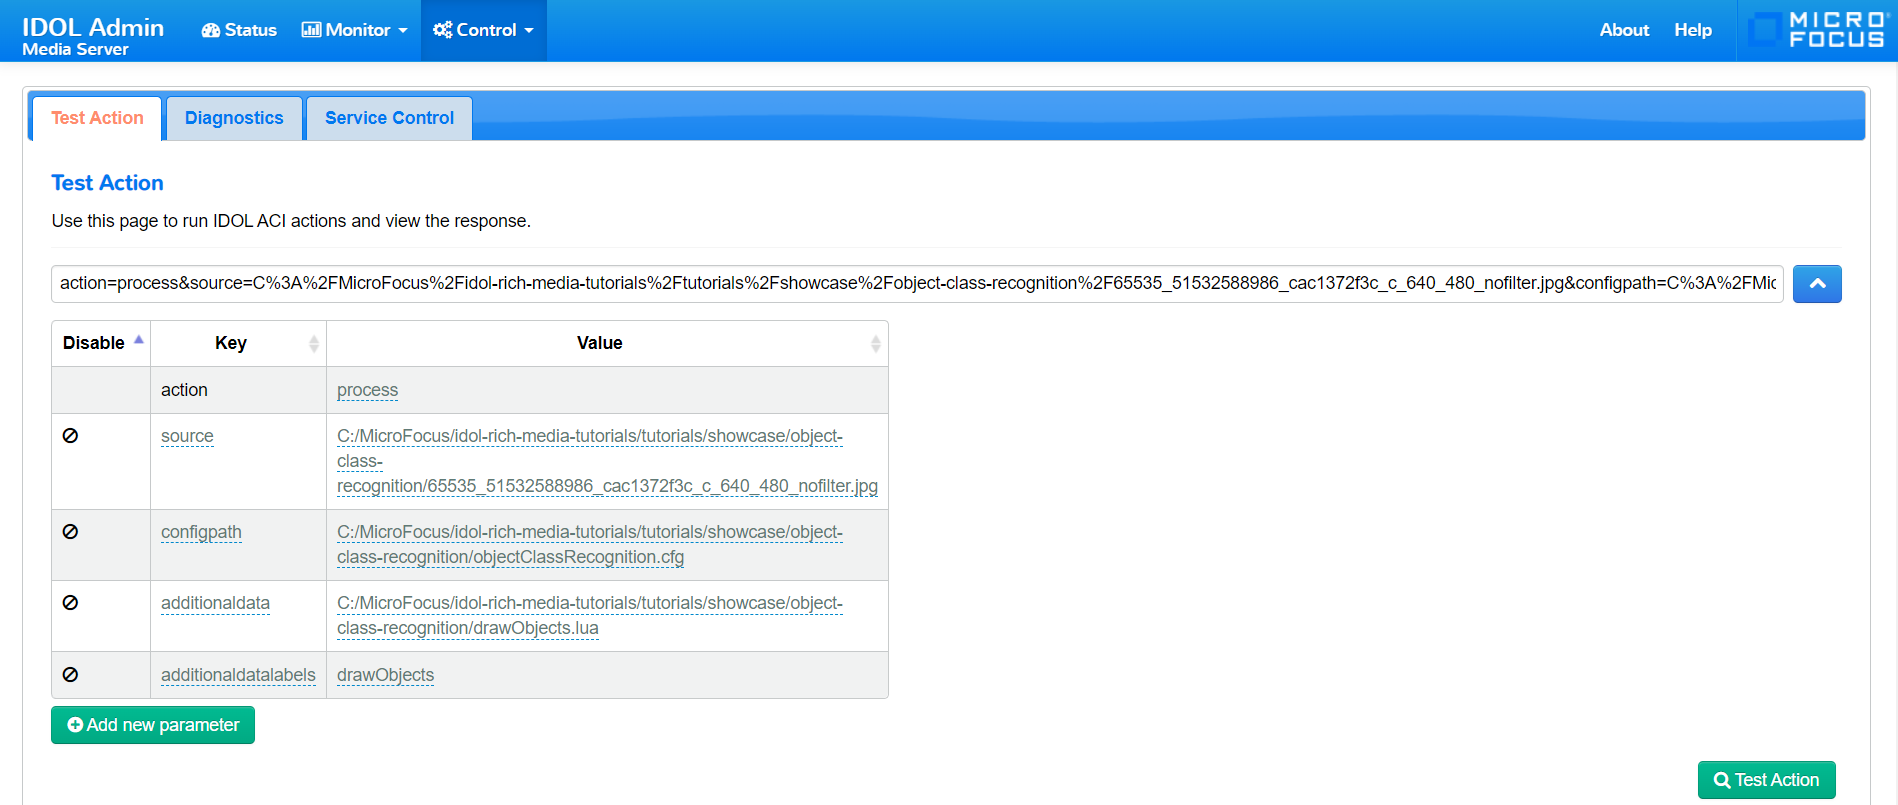 IDOL Admin
Media Server
Status
Monitor
Control
About
Help
MICRO
FOCUS
Test Action
Diagnostics
Service Control
Test Action
Use this page to run IDOL ACI actions and view the response.
action=process&source=C%3A%2FMicroFocus%2Fidol-rich-media-tutorials%2Ftutorials%2Fshowcase%2Fobject-class-recognition%2F65535_51532588986_cac1372f3c_c_640_480_nofilter.jpg&configpath=C%3A%2FMic
Disable Key Value
action process
source C:/MicroFocus/idol-rich-media-tutorials/tutorials/showcase/object-
class-
recognition/65535_51532588986_cac1372f3c_c_640_480_nofilter.jpg
configpath C:/MicroFocus/idol-rich-media-tutorials/tutorials/showcase/object-
class-recognition/objectClassRecognition.cfg
additionaldata C:/MicroFocus/idol-rich-media-tutorials/tutorials/showcase/object-
class-recognition/drawObjects.lua
additionaldatalabels drawObjects
Add new parameter
Test Action